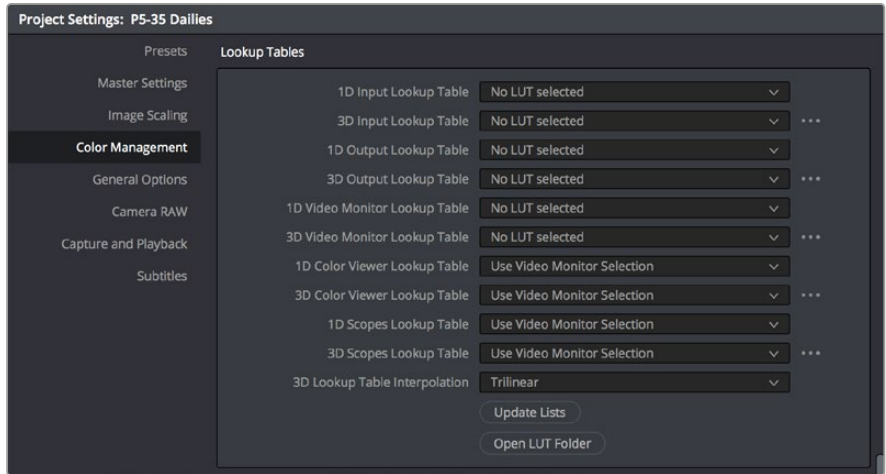 Project Settings: P5-35 Dailies
Presets
Master Settings
Image Scaling
Color Management
General Options
Camera RAW
Capture and Playback
Subtitles
Lookup Tables
1D Input Lookup Table No LUT selected
3D Input Lookup Table No LUT selected
1D Output Lookup Table No LUT selected
3D Output Lookup Table No LUT selected
1D Video Monitor Lookup Table No LUT selected
3D Video Monitor Lookup Table No LUT selected
1D Color Viewer Lookup Table Use Video Monitor Selection
3D Color Viewer Lookup Table Use Video Monitor Selection
1D Scopes Lookup Table Use Video Monitor Selection
3D Scopes Lookup Table Use Video Monitor Selection
3D Lookup Table Interpolation Trilinear
Update Lists
Open LUT Folder